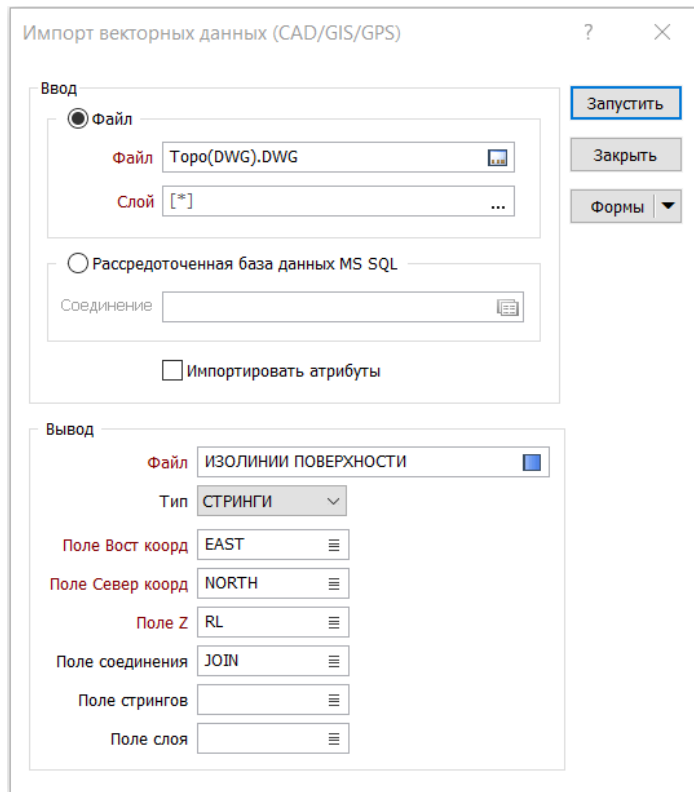 Импорт векторных данных (CAD/GIS/GPS)
?
Ввод
Запустить
Файл
Файл Topo(DWG).DWG
Закрыть
Слой [*] ...
Формы
Рассредоточенная база данных MS SQL
Соединение
Импортировать атрибуты
Вывод
Файл ИЗОЛИНИИ ПОВЕРХНОСТИ
Тип СТРИНГИ
Поле Вост коорд EAST
Поле Север коорд NORTH
Поле Z RL
Поле соединения JOIN
Поле стрингов
Поле слоя